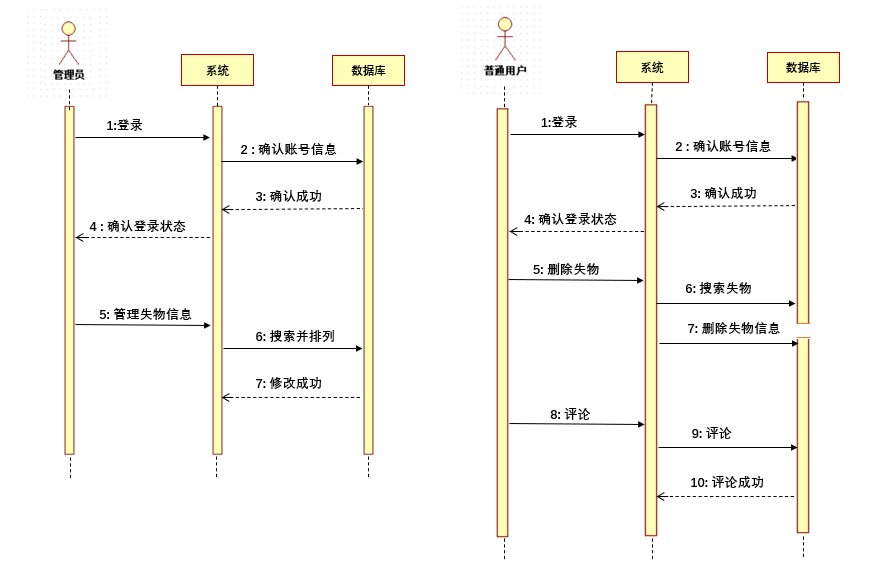 管理员
系统
数据库
1:登录
2 : 确认账号信息
3: 确认成功
4 : 确认登录状态
5: 管理失物信息
6: 搜索并排列
7: 修改成功
普通用户
系统
数据库
1:登录
2 : 确认账号信息
3: 确认成功
4: 确认登录状态
5: 删除失物
6: 搜索失物
7: 删除失物信息
8: 评论
9: 评论
10: 评论成功